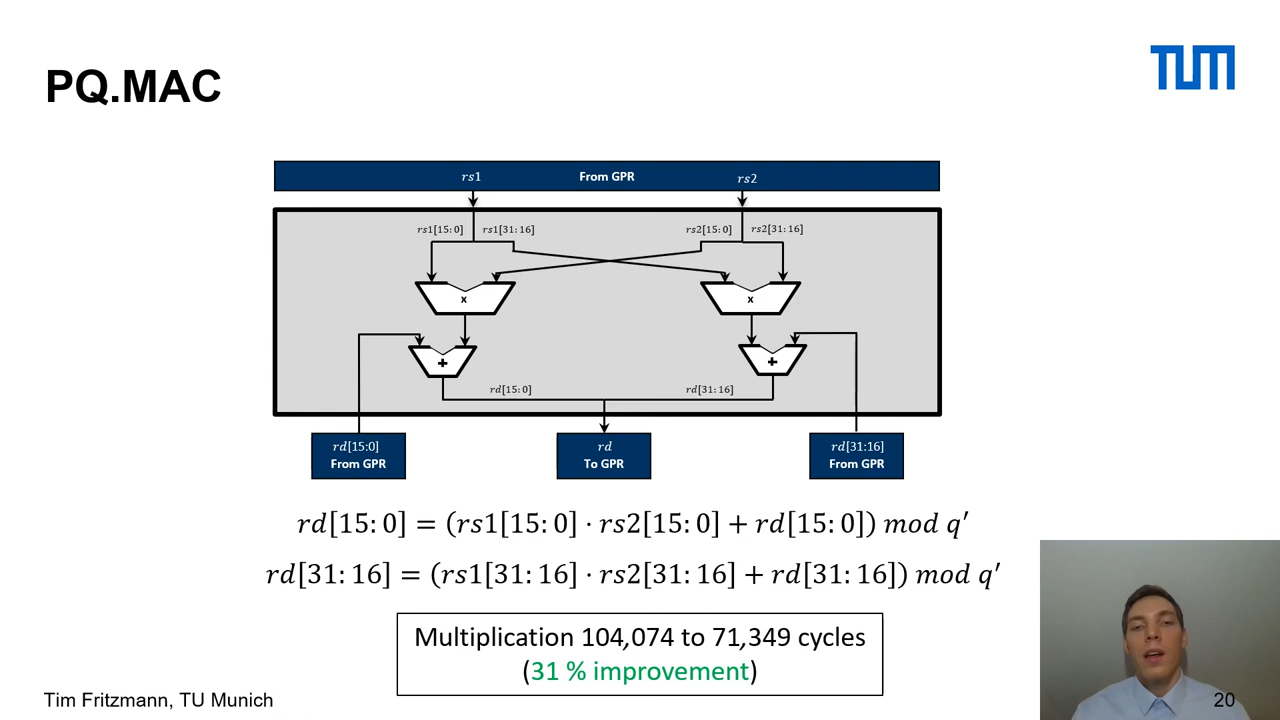 PQ.MAC
TUM
rs1 From GPR rs2
rs1[15:0] rs1[31:16] rs2[15:0] rs2[31:16]
x x
+ +
rd[15:0] rd[31:16]
rd[15:0] rd rd[31:16]
From GPR To GPR From GPR
rd[15:0] = (rs1[15:0] · rs2[15:0] + rd[15:0]) mod q′
rd[31:16] = (rs1[31:16] · rs2[31:16] + rd[31:16]) mod q′
Multiplication 104,074 to 71,349 cycles
(31 % improvement)
Tim Fritzmann, TU Munich
20